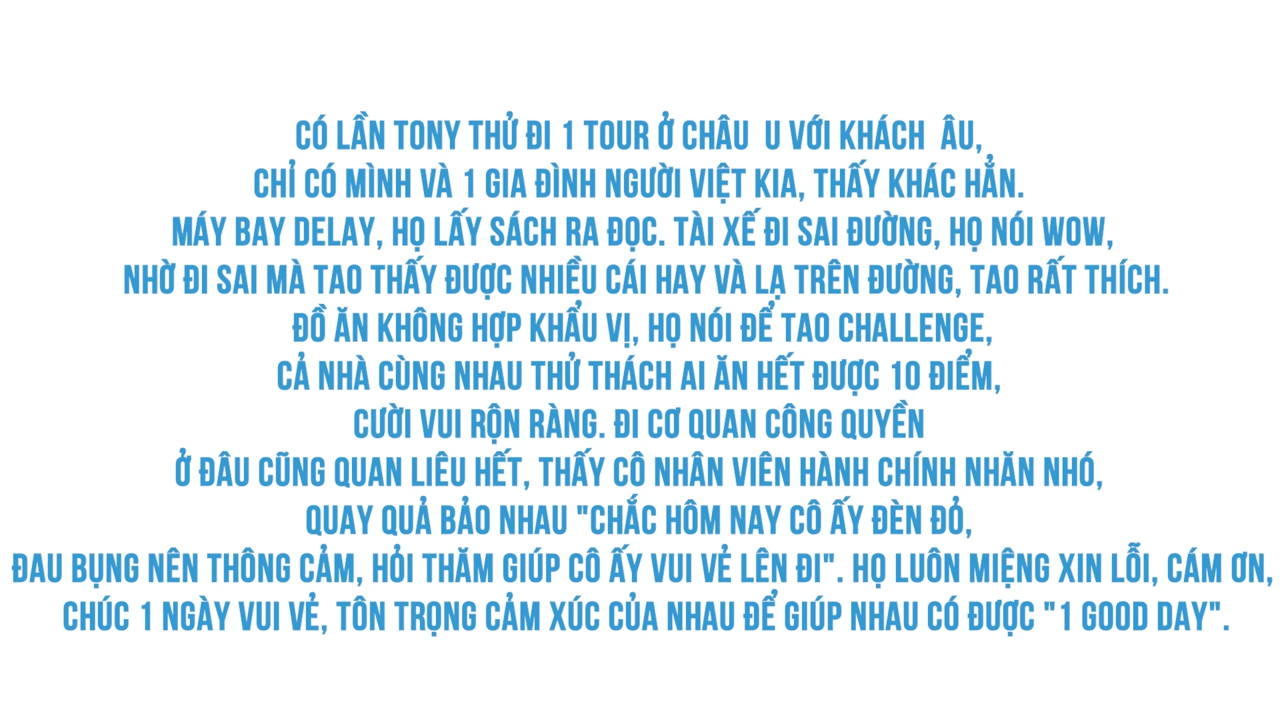 CÓ LẦN TONY THỬ ĐI 1 TOUR Ở CHÂU  U VỚI KHÁCH  ÂU,
CHỈ CÓ MÌNH VÀ 1 GIA ĐÌNH NGƯỜI VIỆT KIA, THẤY KHÁC HẲN.
MÁY BAY DELAY, HỌ LẤY SÁCH RA ĐỌC. TÀI XẾ ĐI SAI ĐƯỜNG, HỌ NÓI WOW,
NHỜ ĐI SAI MÀ TAO THẤY ĐƯỢC NHIỀU CÁI HAY VÀ LẠ TRÊN ĐƯỜNG, TAO RẤT THÍCH.
ĐỒ ĂN KHÔNG HỢP KHẨU VỊ, HỌ NÓI ĐỂ TAO CHALLENGE,
CẢ NHÀ CÙNG NHAU THỬ THÁCH AI ĂN HẾT ĐƯỢC 10 ĐIỂM,
CƯỜI VUI RỘN RÀNG. ĐI CƠ QUAN CÔNG QUYỀN
Ở ĐÂU CŨNG QUAN LIÊU HẾT, THẤY CÔ NHÂN VIÊN HÀNH CHÍNH NHĂN NHÓ,
QUAY QUẢ BẢO NHAU "CHẮC HÔM NAY CÔ ẤY ĐÈN ĐỎ,
ĐAU BỤNG NÊN THÔNG CẢM, HỎI THĂM GIÚP CÔ ẤY VUI VẺ LÊN ĐI". HỌ LUÔN MIỆNG XIN LỖI, CÁM ƠN,
CHÚC 1 NGÀY VUI VẺ, TÔN TRỌNG CẢM XÚC CỦA NHAU ĐỂ GIÚP NHAU CÓ ĐƯỢC "1 GOOD DAY".